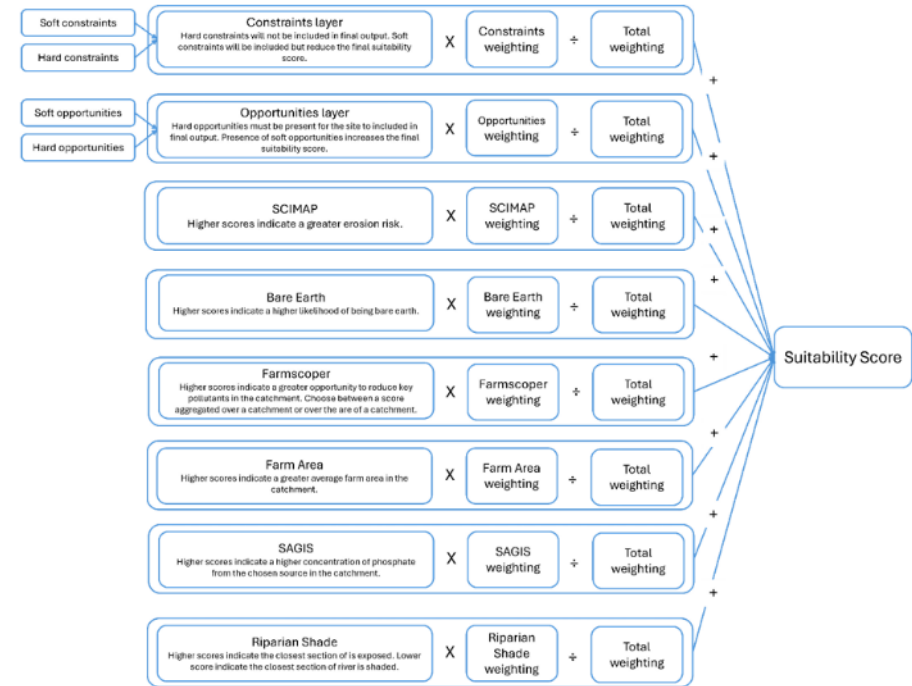 Soft constraints
Hard constraints
Constraints layer
Hard constraints will not be included in final output. Soft
constraints will be included but reduce the final suitability
score.
X
Constraints
weighting
÷
Total
weighting
+
Soft opportunities
Hard opportunities
Opportunities layer
Hard opportunities must be present for the site to included in
final output. Presence of soft opportunities increases the final
suitability score.
X
Opportunities
weighting
÷
Total
weighting
+
SCIMAP
Higher scores indicate a greater erosion risk.
X
SCIMAP
weighting
÷
Total
weighting
+
Bare Earth
Higher scores indicate a higher likelihood of being bare earth.
X
Bare Earth
weighting
÷
Total
weighting
+
Suitability Score
Farmscoper
Higher scores indicate a greater opportunity to reduce key
pollutants in the catchment. Choose between a score
aggregated over a catchment or over the are of a catchment.
X
Farmscoper
weighting
÷
Total
weighting
+
Farm Area
Higher scores indicate a greater average farm area in the
catchment.
X
Farm Area
weighting
÷
Total
weighting
+
SAGIS
Higher scores indicate a higher concentration of phosphate
from the chosen source in the catchment.
X
SAGIS
weighting
÷
Total
weighting
+
Riparian Shade
Higher scores indicate the closest section of is exposed. Lower
score indicate the closest section of river is shaded.
X
Riparian
Shade
weighting
÷
Total
weighting
+